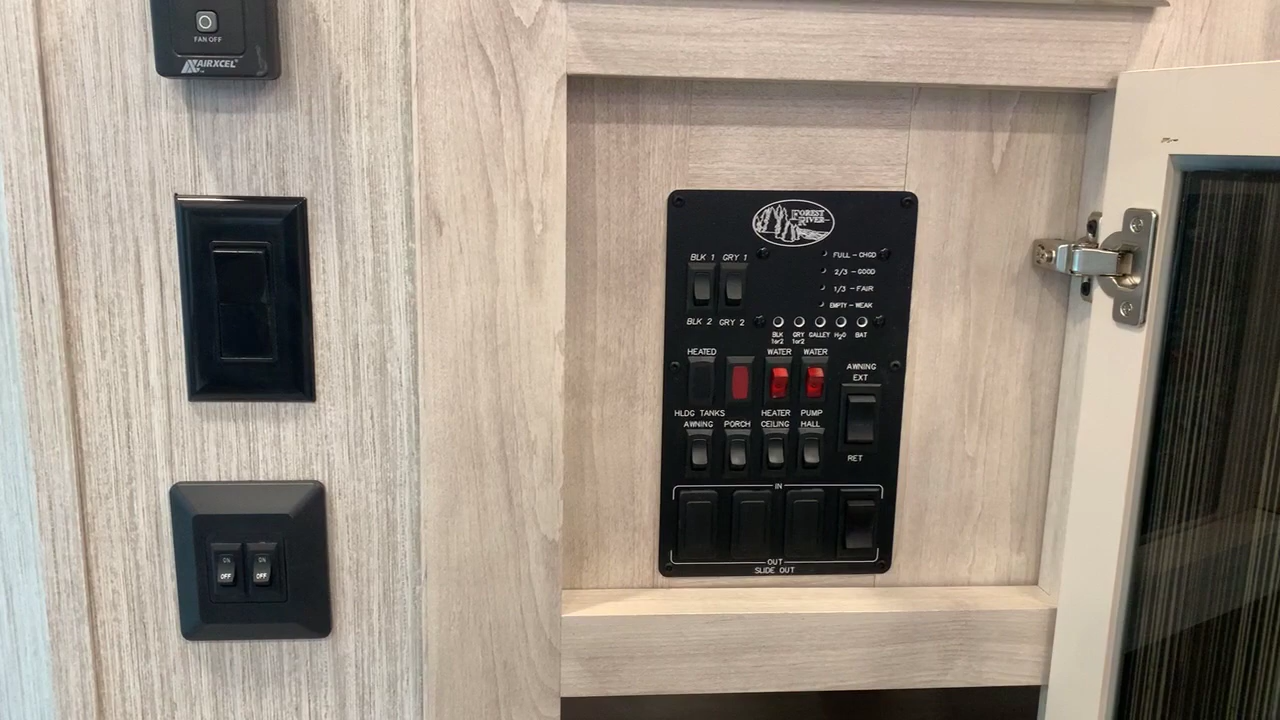 FAN OFF
AIRXCEL
FOREST
RIVER
BLK 1 GRY 1
FULL - CHGD
2/3 - GOOD
1/3 - FAIR
EMPTY - WEAK
BLK 2 GRY 2
BLK 1or2
GRY 1or2
GALLEY
H2O
BAT
HEATED
WATER
WATER
AWNING
EXT
HLDG TANKS
HEATER
PUMP
AWNING
PORCH
CEILING
HALL
RET
IN
OUT
SLIDE OUT
ON ON
OFF OFF